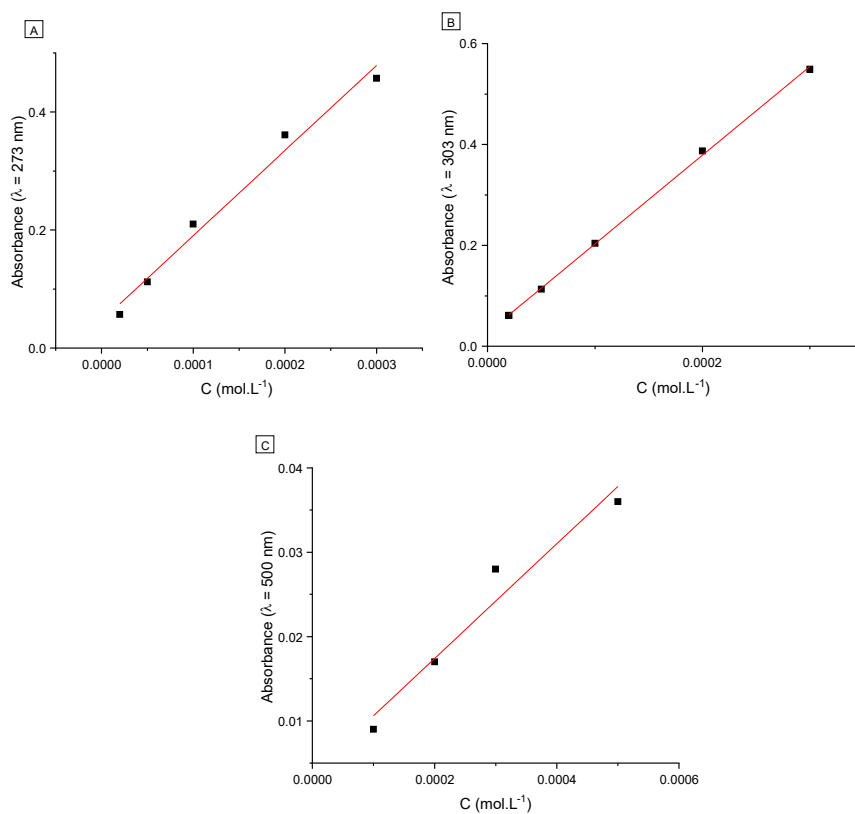 A
Absorbance (λ = 273 nm)
0.4
0.2
0.0
0.0000 0.0001 0.0002 0.0003
C (mol.L⁻¹)
B
Absorbance ( λ = 303 nm)
0.6
0.4
0.2
0.0
0.0000 0.0002
C (mol.L⁻¹)
C
Absorbance (λ = 500 nm)
0.04
0.03
0.02
0.01
0.0000 0.0002 0.0004 0.0006
C (mol.L⁻¹)